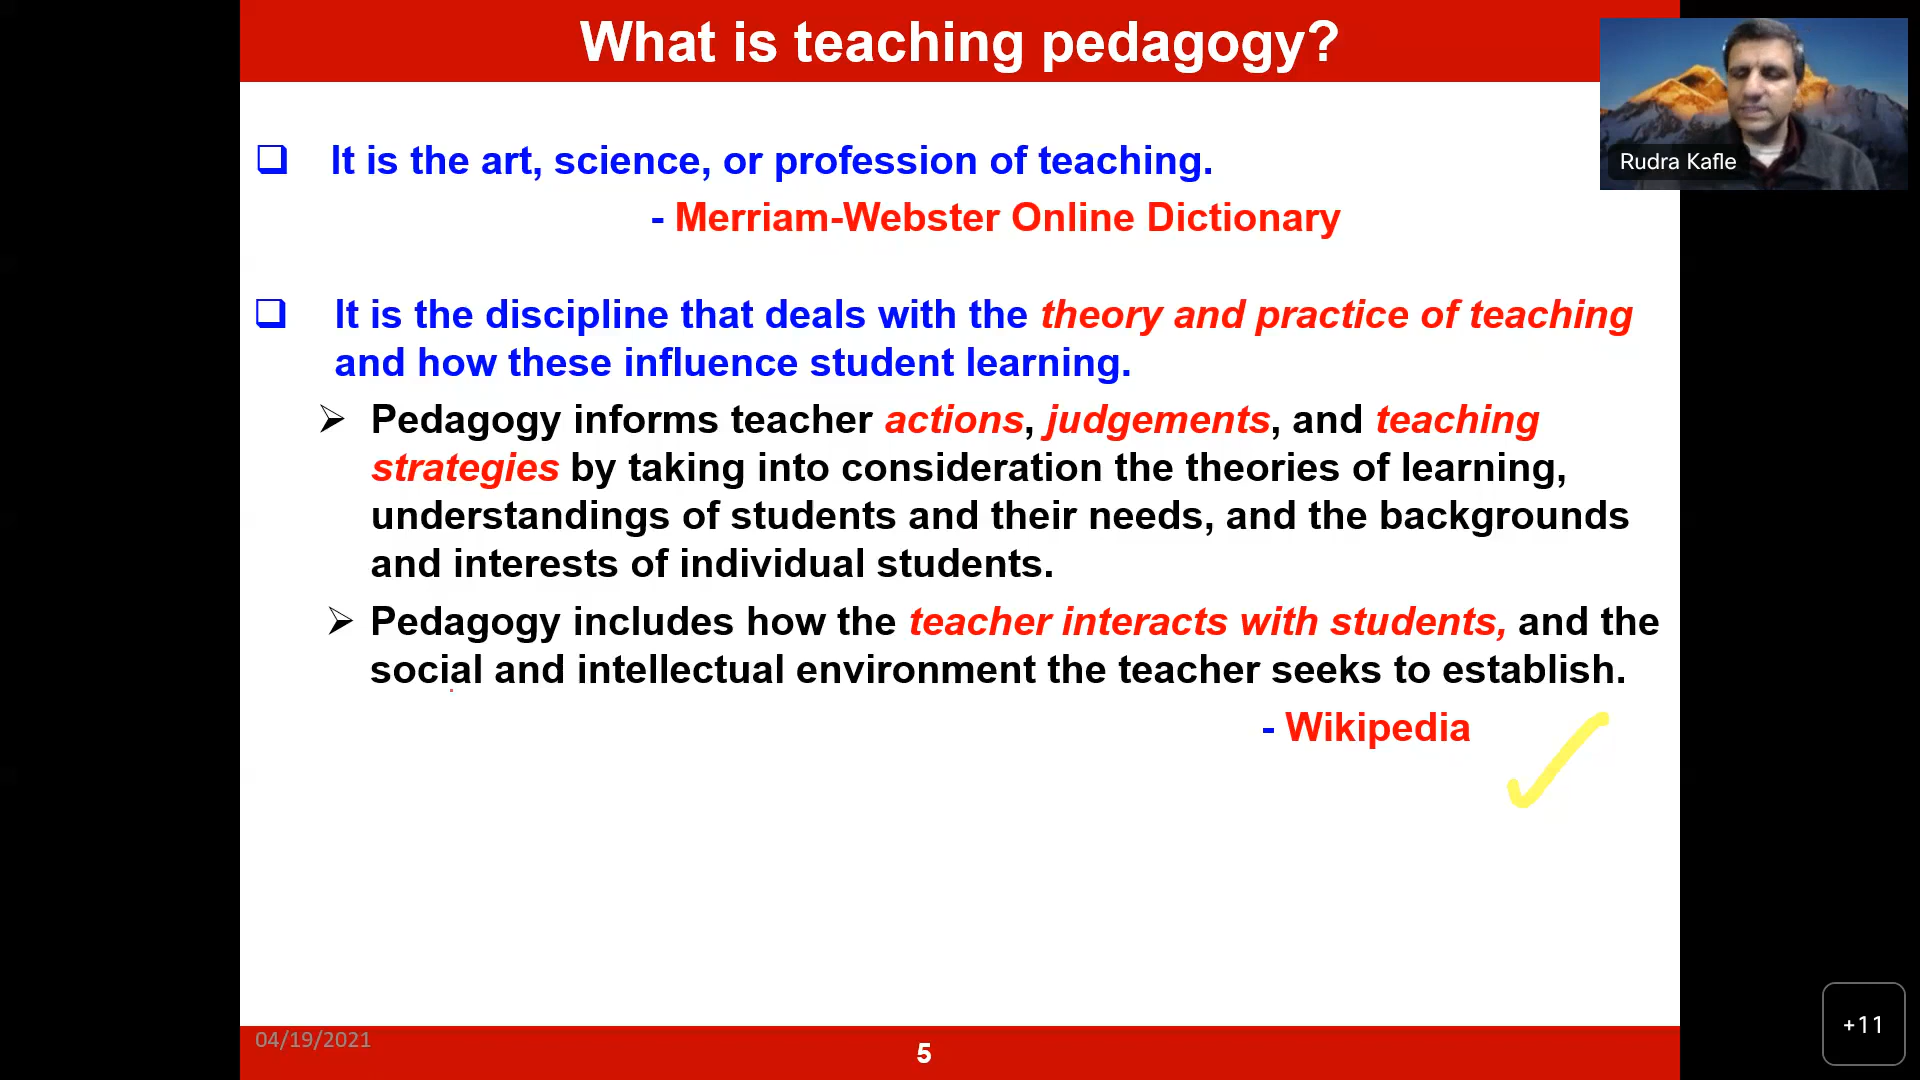 What is teaching pedagogy?
Rudra Kafle
It is the art, science, or profession of teaching.
- Merriam-Webster Online Dictionary
It is the discipline that deals with the theory and practice of teaching
and how these influence student learning.
Pedagogy informs teacher actions, judgements, and teaching
strategies by taking into consideration the theories of learning,
understandings of students and their needs, and the backgrounds
and interests of individual students.
Pedagogy includes how the teacher interacts with students, and the
social and intellectual environment the teacher seeks to establish.
- Wikipedia
04/19/2021
5
+11